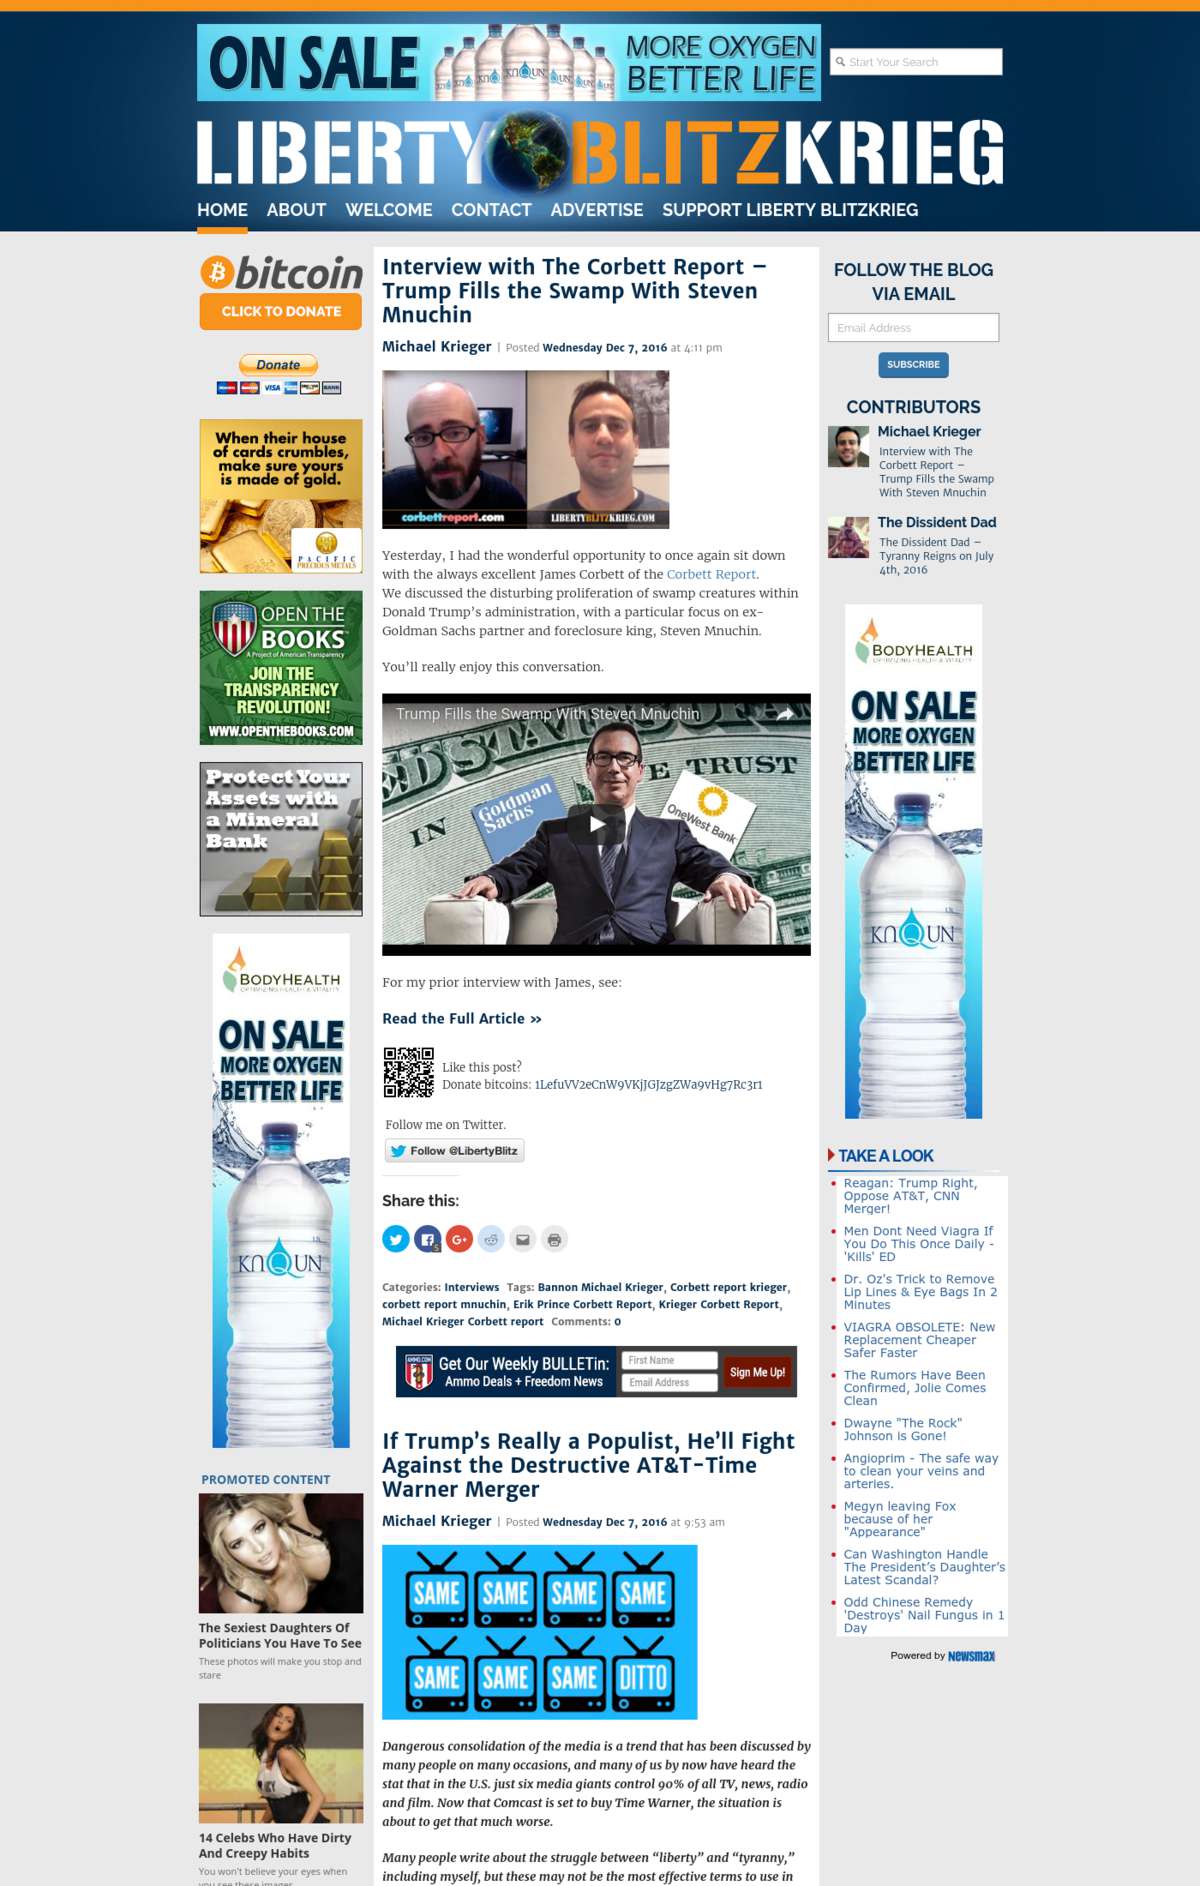 ON SALE
KAQUN
MORE OXYGEN
BETTER LIFE
Start Your Search
LIBERTY BLITZKRIEG
HOME ABOUT WELCOME CONTACT ADVERTISE SUPPORT LIBERTY BLITZKRIEG
bitcoin
CLICK TO DONATE
Donate
VISA
BANK
When their house
of cards crumbles,
make sure yours
is made of gold.
PACIFIC
PRECIOUS METALS
OPEN THE
BOOKS
A Project of American Transparency
JOIN THE
TRANSPARENCY
REVOLUTION!
WWW.OPENTHEBOOKS.COM
Protect Your
Assets with
a Mineral
Bank
BODYHEALTH
OPTIMIZING HEALTH & VITALITY
ON SALE
MORE OXYGEN
BETTER LIFE
KAQUN
PROMOTED CONTENT
The Sexiest Daughters Of
Politicians You Have To See
These photos will make you stop and
stare
14 Celebs Who Have Dirty
And Creepy Habits
You won't believe your eyes when
you see these images
Interview with The Corbett Report –
Trump Fills the Swamp With Steven
Mnuchin
Michael Krieger | Posted Wednesday Dec 7, 2016 at 4:11 pm
corbettreport.com
LIBERTYBLITZKRIEG.COM
Yesterday, I had the wonderful opportunity to once again sit down
with the always excellent James Corbett of the Corbett Report.
We discussed the disturbing proliferation of swamp creatures within
Donald Trump’s administration, with a particular focus on ex-
Goldman Sachs partner and foreclosure king, Steven Mnuchin.
You’ll really enjoy this conversation.
Trump Fills the Swamp With Steven Mnuchin
IN
WE TRUST
Goldman
Sachs
OneWest Bank
For my prior interview with James, see:
Read the Full Article »
Like this post?
Donate bitcoins: 1LefuVV2eCnW9VKjJGJzgZWa9vHg7Rc3r1
Follow me on Twitter.
Follow @LibertyBlitz
Share this:
5
Categories: Interviews Tags: Bannon Michael Krieger, Corbett report krieger,
corbett report mnuchin, Erik Prince Corbett Report, Krieger Corbett Report,
Michael Krieger Corbett report Comments: 0
AMMO.COM
Get Our Weekly BULLETin:
Ammo Deals + Freedom News
First Name
Email Address
Sign Me Up!
If Trump’s Really a Populist, He’ll Fight
Against the Destructive AT&T-Time
Warner Merger
Michael Krieger | Posted Wednesday Dec 7, 2016 at 9:53 am
SAME SAME SAME SAME
SAME SAME SAME DITTO
Dangerous consolidation of the media is a trend that has been discussed by
many people on many occasions, and many of us by now have heard the
stat that in the U.S. just six media giants control 90% of all TV, news, radio
and film. Now that Comcast is set to buy Time Warner, the situation is
about to get that much worse.
Many people write about the struggle between “liberty” and “tyranny,”
including myself, but these may not be the most effective terms to use in
FOLLOW THE BLOG
VIA EMAIL
Email Address
SUBSCRIBE
CONTRIBUTORS
Michael Krieger
Interview with The
Corbett Report –
Trump Fills the Swamp
With Steven Mnuchin
The Dissident Dad
The Dissident Dad –
Tyranny Reigns on July
4th, 2016
BODYHEALTH
OPTIMIZING HEALTH & VITALITY
ON SALE
MORE OXYGEN
BETTER LIFE
KAQUN
TAKE A LOOK
Reagan: Trump Right,
Oppose AT&T, CNN
Merger!
Men Dont Need Viagra If
You Do This Once Daily -
'Kills' ED
Dr. Oz's Trick to Remove
Lip Lines & Eye Bags In 2
Minutes
VIAGRA OBSOLETE: New
Replacement Cheaper
Safer Faster
The Rumors Have Been
Confirmed, Jolie Comes
Clean
Dwayne "The Rock"
Johnson is Gone!
Angioprim - The safe way
to clean your veins and
arteries.
Megyn leaving Fox
because of her
"Appearance"
Can Washington Handle
The President’s Daughter’s
Latest Scandal?
Odd Chinese Remedy
'Destroys' Nail Fungus in 1
Day
Powered by Newsmax